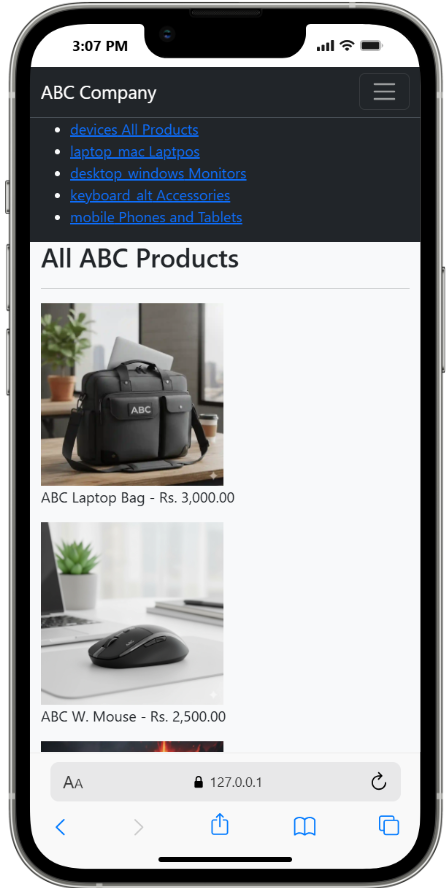 3:07 PM
ABC Company
devices All Products
laptop_mac Laptpos
desktop_windows Monitors
keyboard_alt Accessories
mobile Phones and Tablets
All ABC Products
ABC
ABC Laptop Bag - Rs. 3,000.00
ABC W. Mouse - Rs. 2,500.00
AA
127.0.0.1